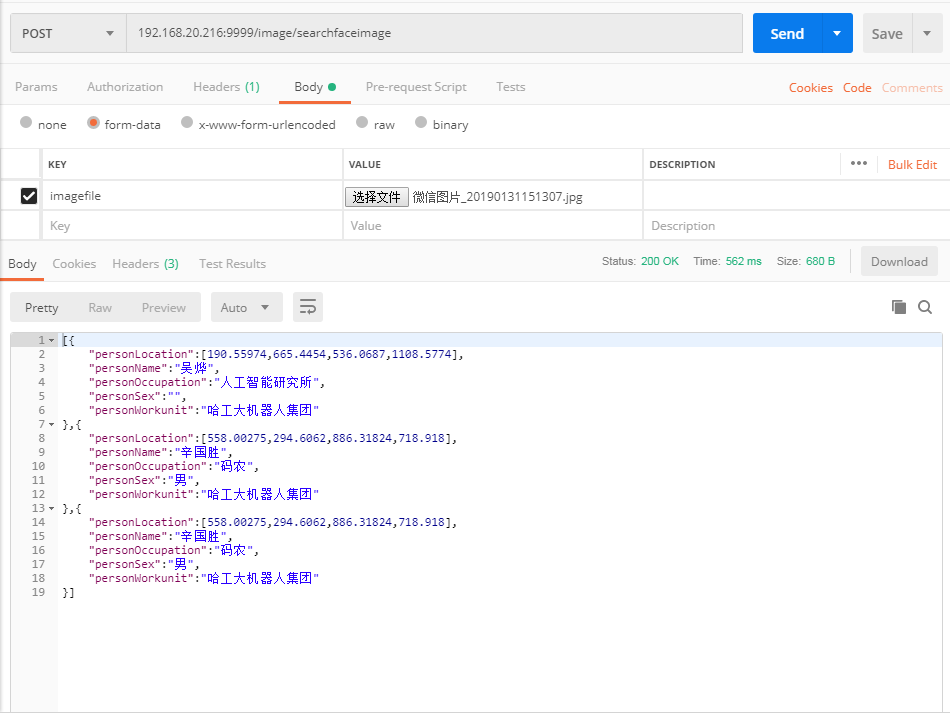 POST 192.168.20.216:9999/image/searchfaceimage Send Save
Params Authorization Headers (1) Body Pre-request Script Tests Cookies Code Comments
none form-data x-www-form-urlencoded raw binary
KEY VALUE DESCRIPTION ••• Bulk Edit
imagefile 选择文件 微信图片_20190131151307.jpg
Key Value Description
Body Cookies Headers (3) Test Results Status: 200 OK Time: 562 ms Size: 680 B Download
Pretty Raw Preview Auto
1 [{
2 "personLocation":[190.55974,665.4454,536.0687,1108.5774],
3 "personName":"吴烨",
4 "personOccupation":"人工智能研究所",
5 "personSex":"",
6 "personWorkunit":"哈工大机器人集团"
7 },{
8 "personLocation":[558.00275,294.6062,886.31824,718.918],
9 "personName":"辛国胜",
10 "personOccupation":"码农",
11 "personSex":"男",
12 "personWorkunit":"哈工大机器人集团"
13 },{
14 "personLocation":[558.00275,294.6062,886.31824,718.918],
15 "personName":"辛国胜",
16 "personOccupation":"码农",
17 "personSex":"男",
18 "personWorkunit":"哈工大机器人集团"
19 }]